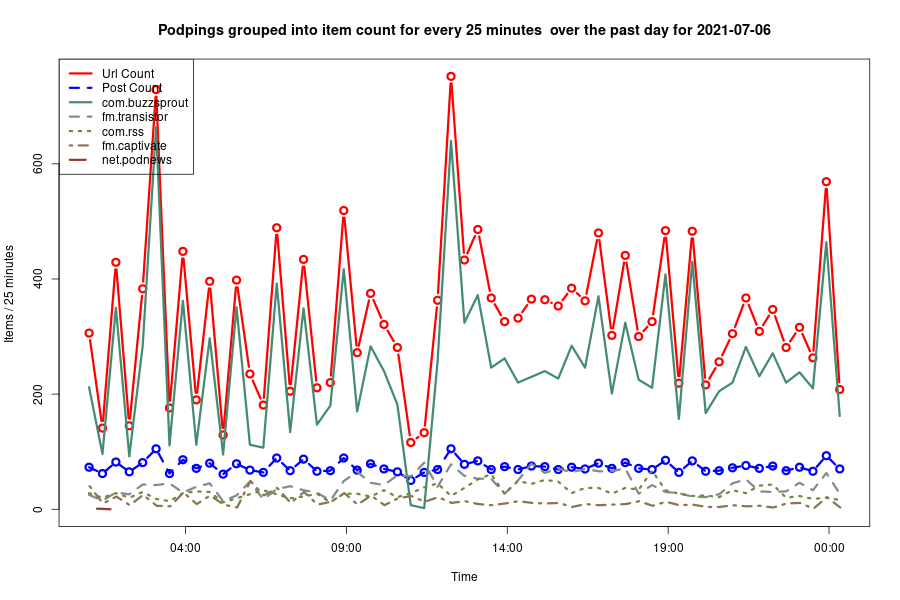 Podpings grouped into item count for every 25 minutes  over the past day for 2021-07-06
Url Count
Post Count
com.buzzsprout
fm.transistor
com.rss
fm.captivate
net.podnews
Items / 25 minutes
600
400
200
0
04:00 09:00 14:00 19:00 00:00
Time